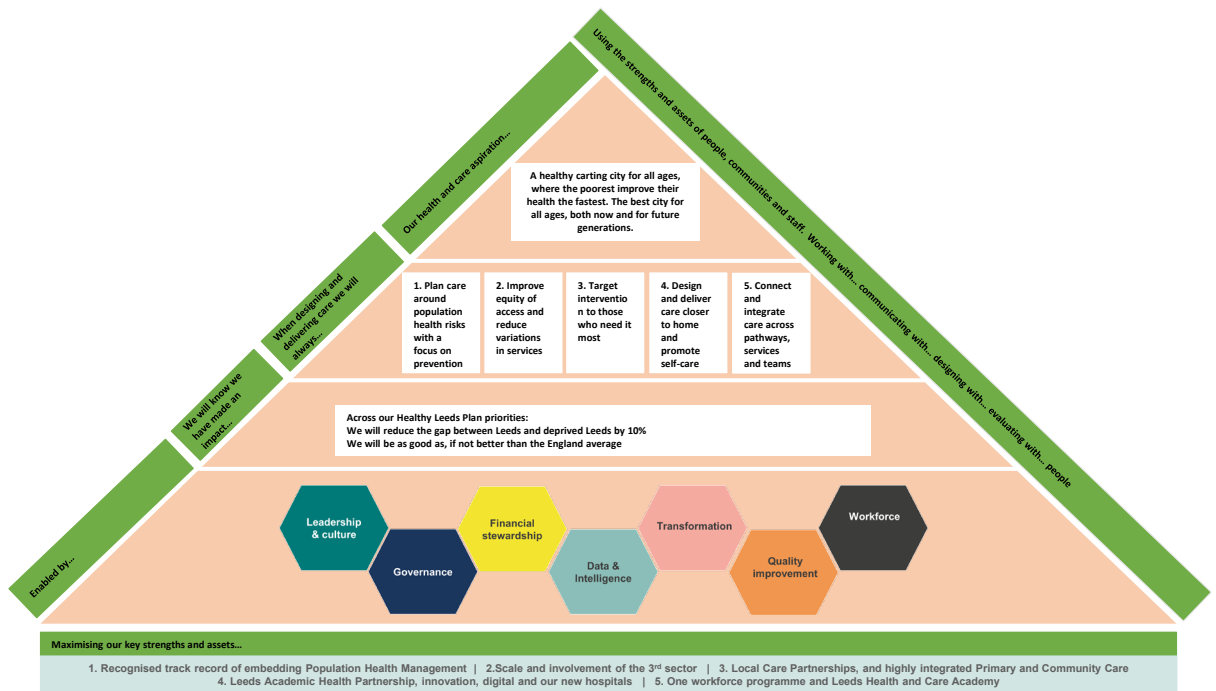 Using the strengths and assets of people, communities and staff.  Working with... communicating with... designing with... evaluating with... people
Our health and care aspiration...
A healthy carting city for all ages,
where the poorest improve their
health the fastest. The best city for
all ages, both now and for future
generations.
When designing and
delivering care we will
always...
1. Plan care
around
population
health risks
with a
focus on
prevention
2. Improve
equity of
access and
reduce
variations
in services
3. Target
interventio
n to those
who need it
most
4. Design
and deliver
care closer
to home
and
promote
self-care
5. Connect
and
integrate
care across
pathways,
services
and teams
We will know we
have made an
impact...
Across our Healthy Leeds Plan priorities:
We will reduce the gap between Leeds and deprived Leeds by 10%
We will be as good as, if not better than the England average
Enabled by...
Leadership
& culture
Governance
Financial
stewardship
Data &
Intelligence
Transformation
Quality
improvement
Workforce
Maximising our key strengths and assets...
1. Recognised track record of embedding Population Health Management | 2.Scale and involvement of the 3rd sector | 3. Local Care Partnerships, and highly integrated Primary and Community Care
4. Leeds Academic Health Partnership, innovation, digital and our new hospitals | 5. One workforce programme and Leeds Health and Care Academy